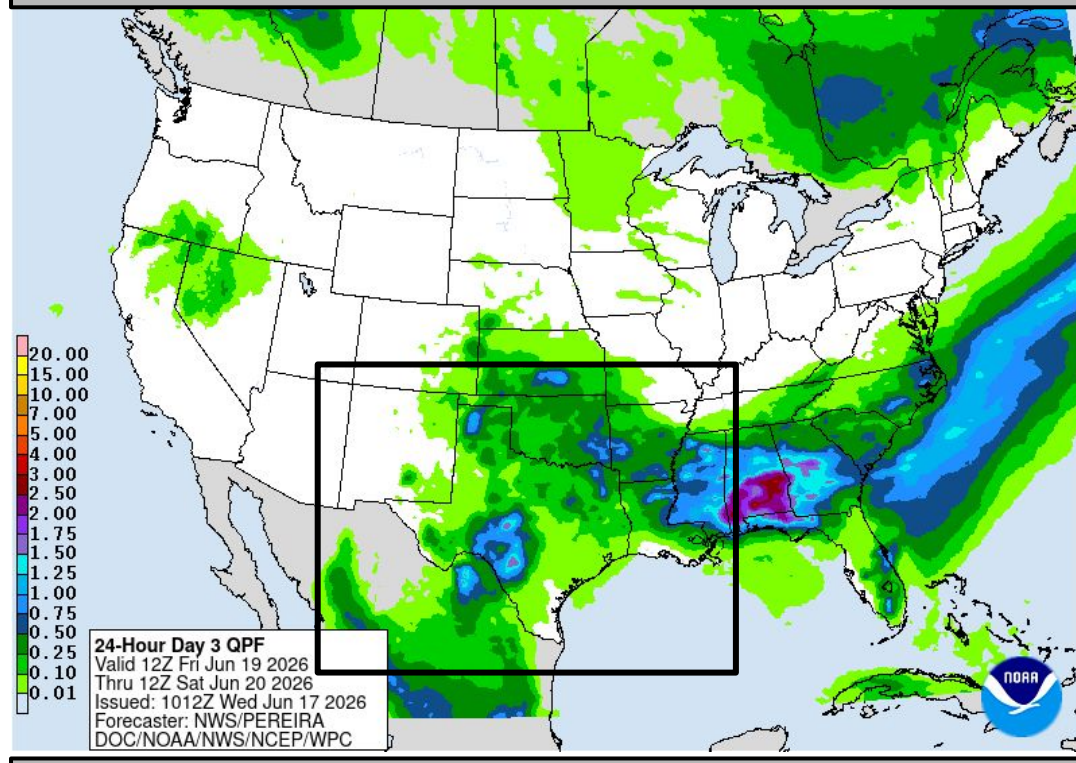 20.00
15.00
10.00
7.00
5.00
4.00
3.00
2.50
2.00
1.75
1.50
1.25
1.00
0.75
0.50
0.25
0.10
0.01
24-Hour Day 3 QPF
Valid 12Z Fri Jun 19 2026
Thru 12Z Sat Jun 20 2026
Issued: 1012Z Wed Jun 17 2026
Forecaster: NWS/PEREIRA
DOC/NOAA/NWS/NCEP/WPC
NOAA